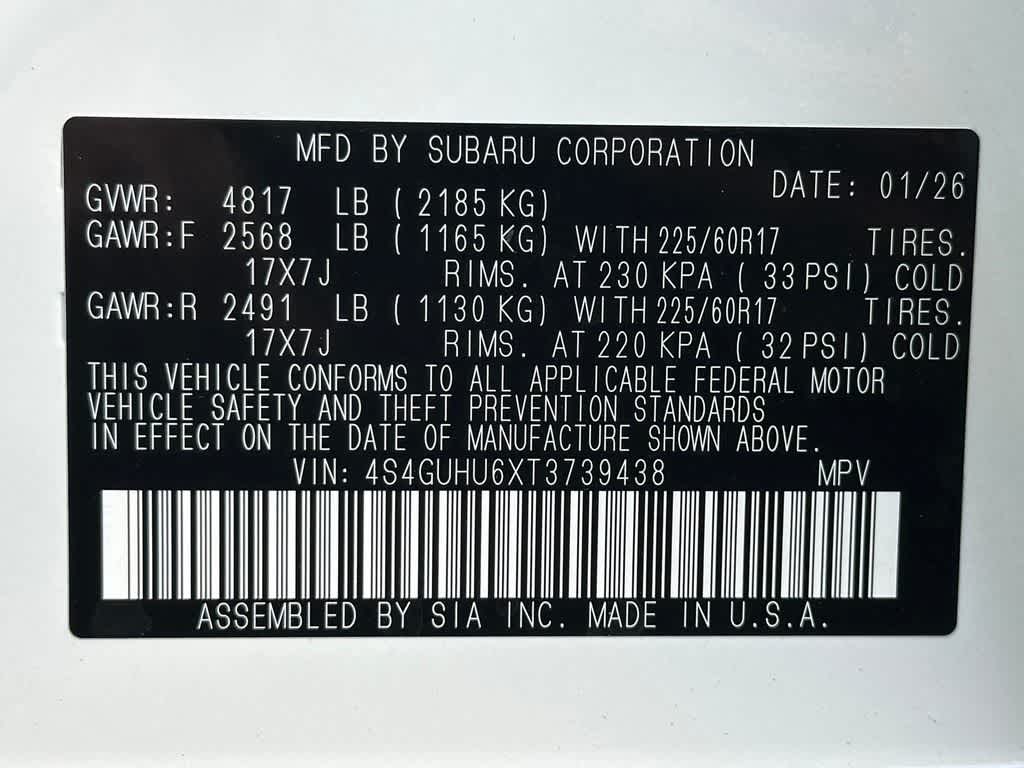 MFD BY SUBARU CORPORATION
DATE: 01/26
GVWR: 4817 LB ( 2185 KG)
GAWR:F 2568 LB ( 1165 KG) WITH 225/60R17 TIRES.
17X7J RIMS. AT 230 KPA ( 33 PSI) COLD
GAWR:R 2491 LB ( 1130 KG) WITH 225/60R17 TIRES.
17X7J RIMS. AT 220 KPA ( 32 PSI) COLD
THIS VEHICLE CONFORMS TO ALL APPLICABLE FEDERAL MOTOR
VEHICLE SAFETY AND THEFT PREVENTION STANDARDS
IN EFFECT ON THE DATE OF MANUFACTURE SHOWN ABOVE.
VIN: 4S4GUHU6XT3739438 MPV
ASSEMBLED BY SIA INC. MADE IN U.S.A.